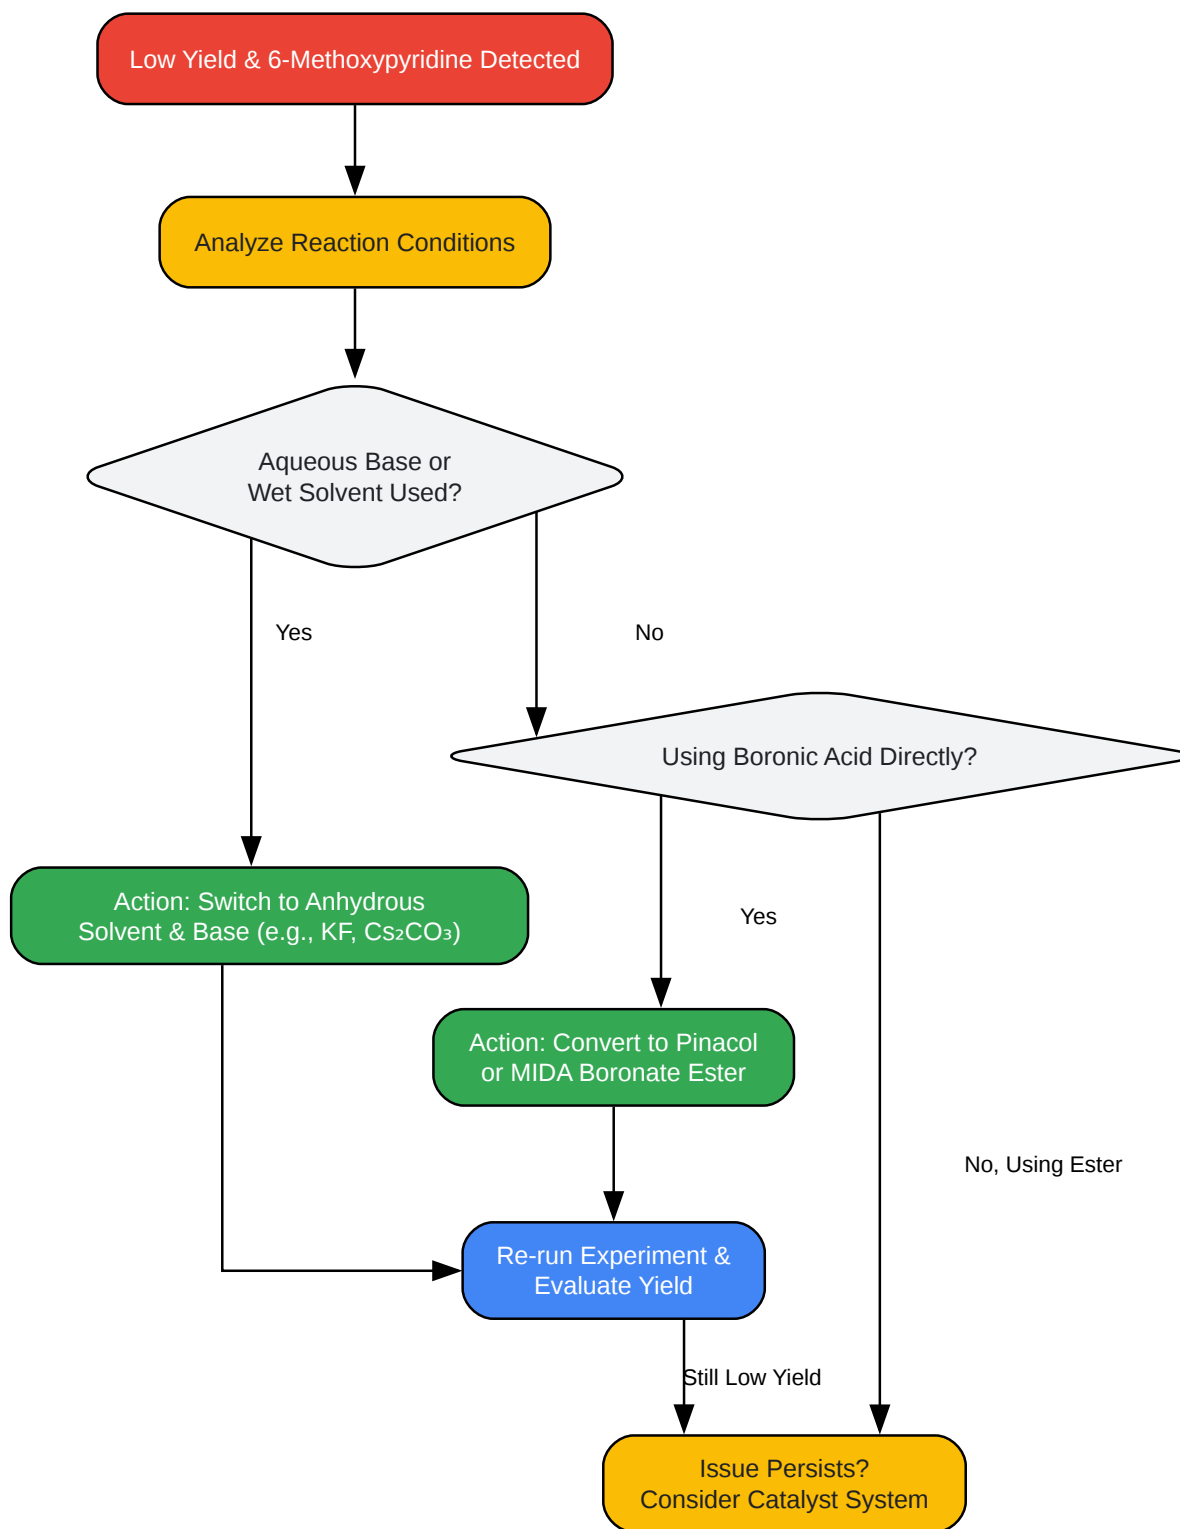 Low Yield & 6-Methoxypyridine Detected
Analyze Reaction Conditions
Aqueous Base or
Wet Solvent Used?
Yes
No
Using Boronic Acid Directly?
Action: Switch to Anhydrous
Solvent & Base (e.g., KF, Cs₂CO₃)
Yes
Action: Convert to Pinacol
or MIDA Boronate Ester
No, Using Ester
Re-run Experiment &
Evaluate Yield
Still Low Yield
Issue Persists?
Consider Catalyst System